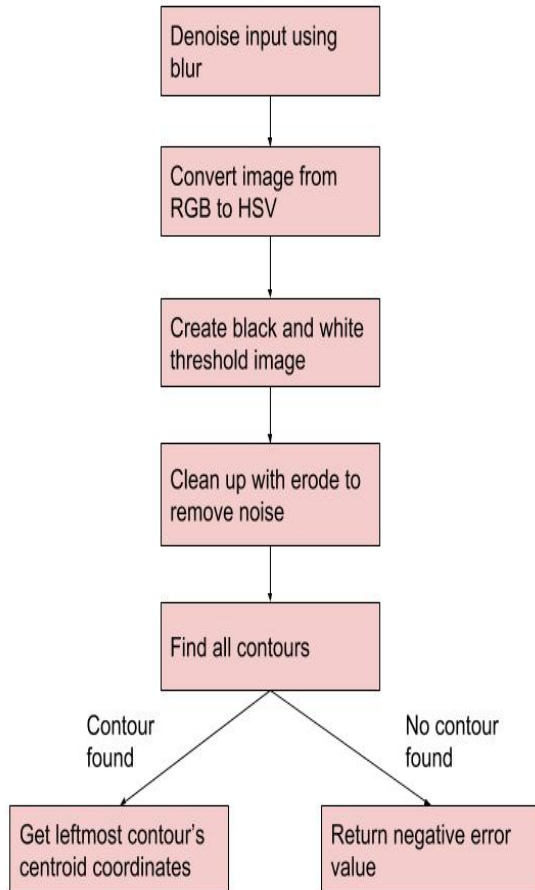 Denoise input using
blur
Convert image from
RGB to HSV
Create black and white
threshold image
Clean up with erode to
remove noise
Find all contours
Contour
found
No contour
found
Get leftmost contour's
centroid coordinates
Return negative error
value